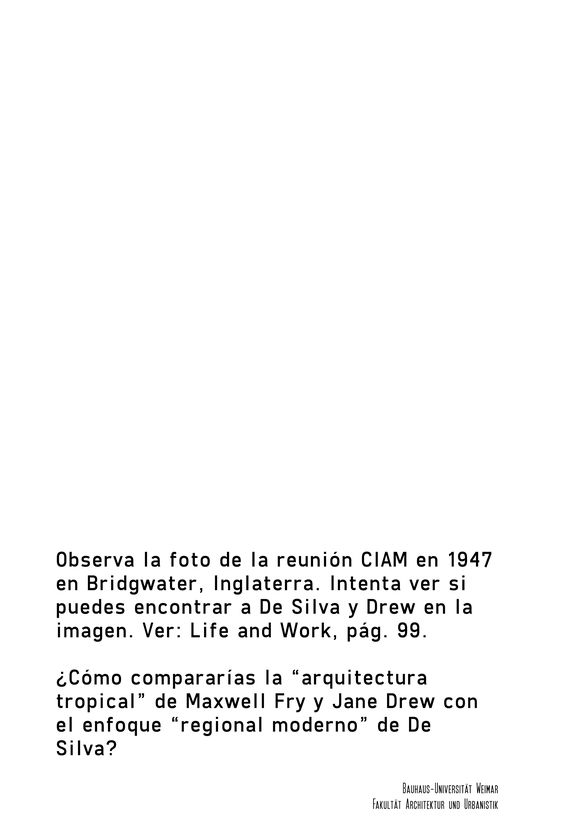 Observa la foto de la reunión CIAM en 1947
en Bridgwater, Inglaterra. Intenta ver si
puedes encontrar a De Silva y Drew en la
imagen. Ver: Life and Work, pág. 99.
¿Cómo compararías la “arquitectura
tropical” de Maxwell Fry y Jane Drew con
el enfoque “regional moderno” de De
Silva?
Bauhaus-Universität Weimar
Fakultät Architektur und Urbanistik